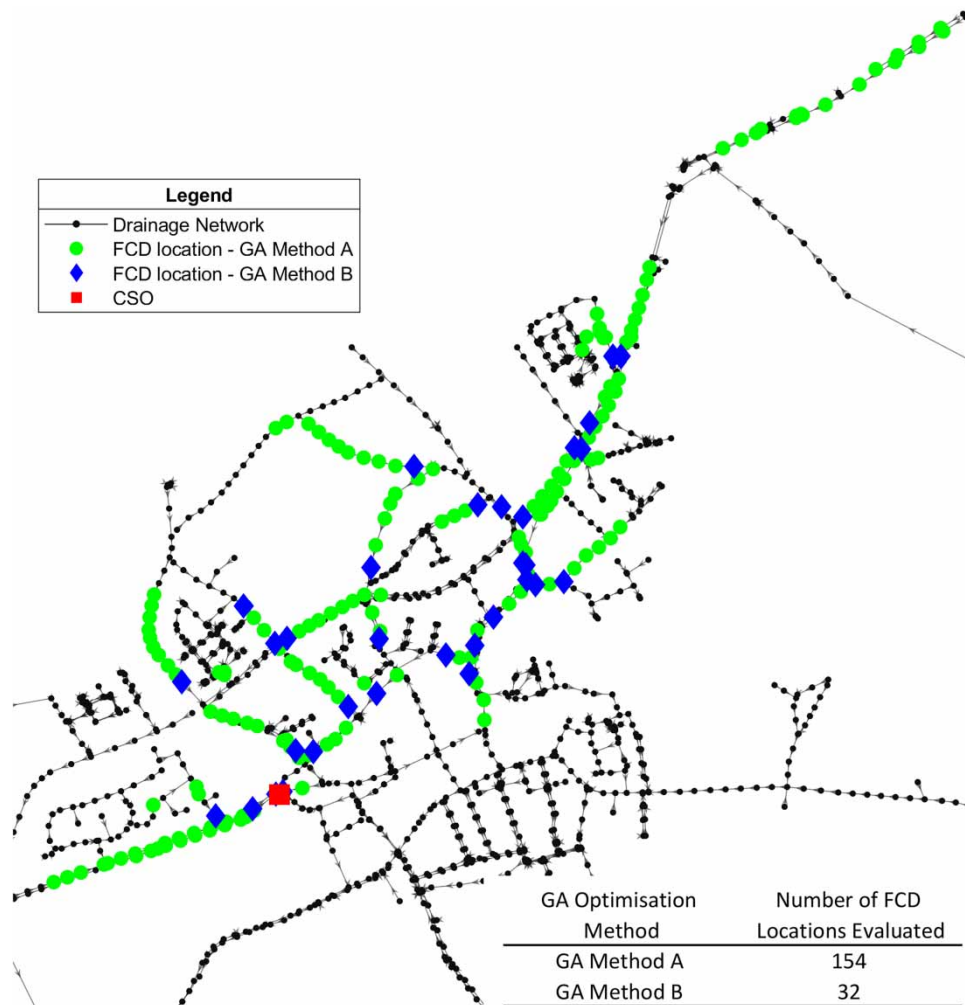 Legend
Drainage Network
FCD location - GA Method A
FCD location - GA Method B
CSO
GA Optimisation Number of FCD
Method Locations Evaluated
GA Method A 154
GA Method B 32